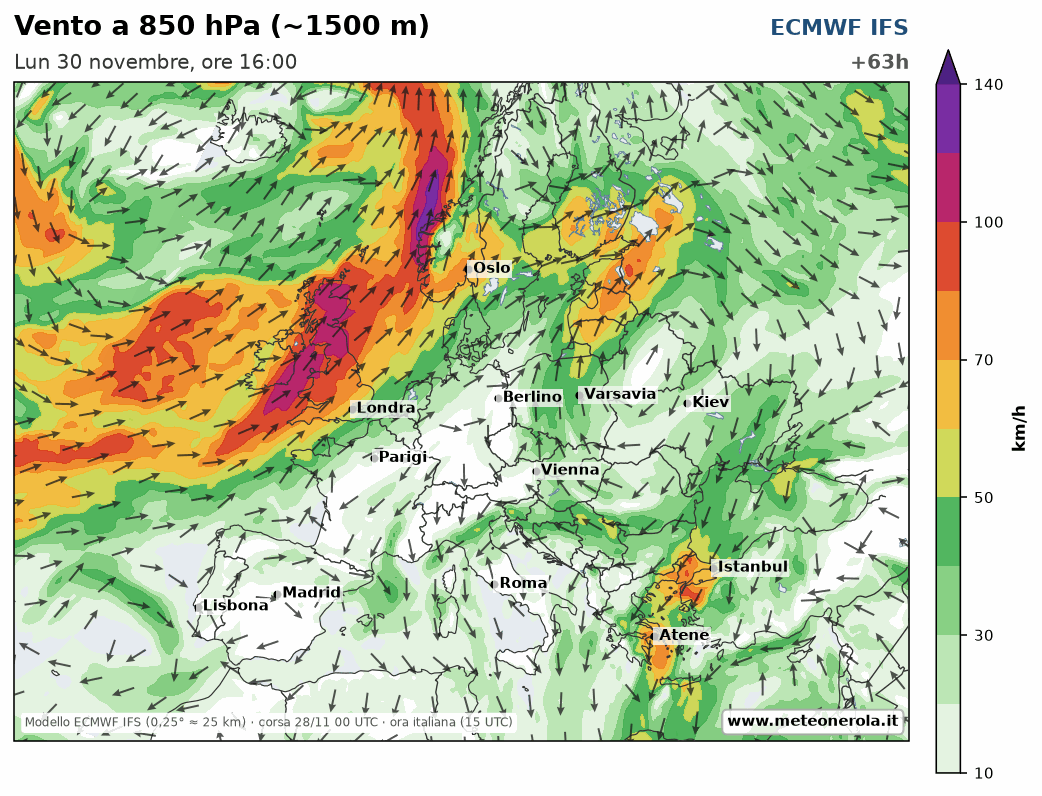 Vento a 850 hPa (~1500 m)
ECMWF IFS
Lun 30 novembre, ore 16:00
+63h
140
100
70
50
30
10
km/h
Oslo
Londra
Berlino
Varsavia
Kiev
Parigi
Vienna
Istanbul
Roma
Madrid
Lisbona
Atene
Modello ECMWF IFS (0,25° ≈ 25 km) · corsa 28/11 00 UTC · ora italiana (15 UTC)
www.meteonerola.it